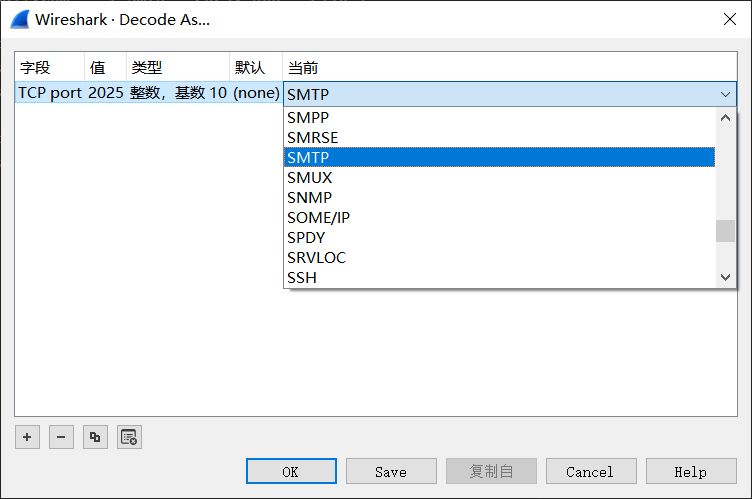 Wireshark · Decode As...
字段 值 类型 默认 当前
TCP port 2025 整数，基数 10 (none) SMTP
SMPP
SMRSE
SMTP
SMUX
SNMP
SOME/IP
SPDY
SRVLOC
SSH
OK Save 复制自 Cancel Help